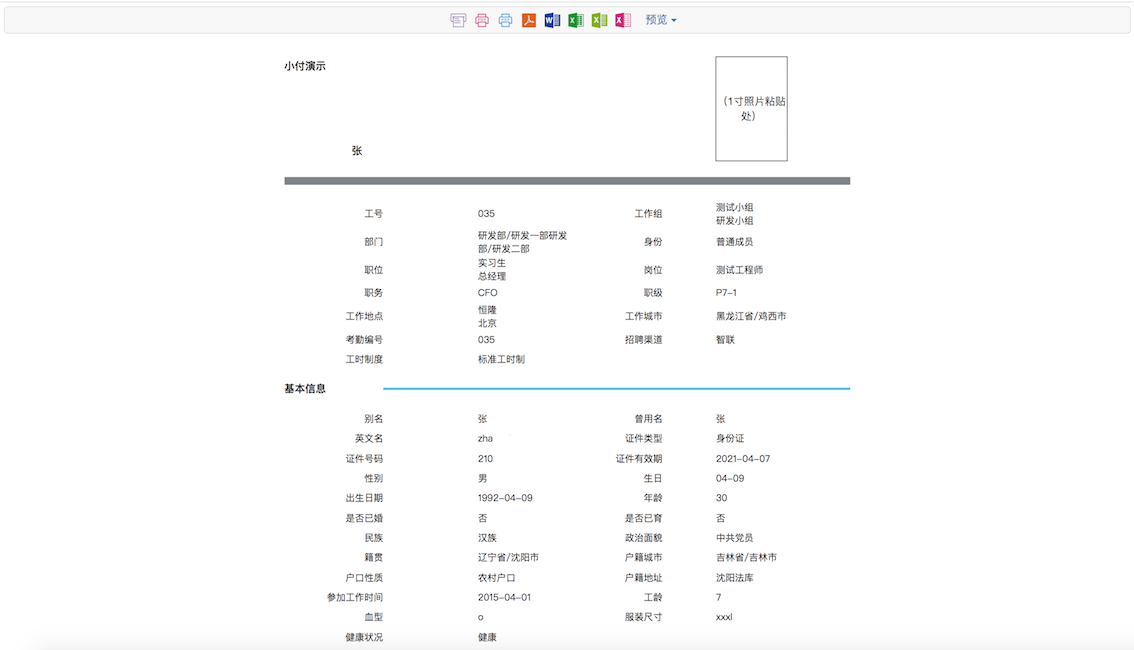 预览
小付演示
(1寸照片粘贴
处)
张
工号 035 工作组 测试小组
研发小组
部门 研发部/研发一部研发
部/研发二部 身份 普通成员
职位 实习生
总经理 岗位 测试工程师
职务 CFO 职级 P7-1
工作地点 恒隆
北京 工作城市 黑龙江省/鸡西市
考勤编号 035 招聘渠道 智联
工时制度 标准工时制
基本信息
别名 张 曾用名 张
英文名 zha 证件类型 身份证
证件号码 210 证件有效期 2021-04-07
性别 男 生日 04-09
出生日期 1992-04-09 年龄 30
是否已婚 否 是否已育 否
民族 汉族 政治面貌 中共党员
籍贯 辽宁省/沈阳市 户籍城市 吉林省/吉林市
户口性质 农村户口 户籍地址 沈阳法库
参加工作时间 2015-04-01 工龄 7
血型 o 服装尺寸 xxxl
健康状况 健康